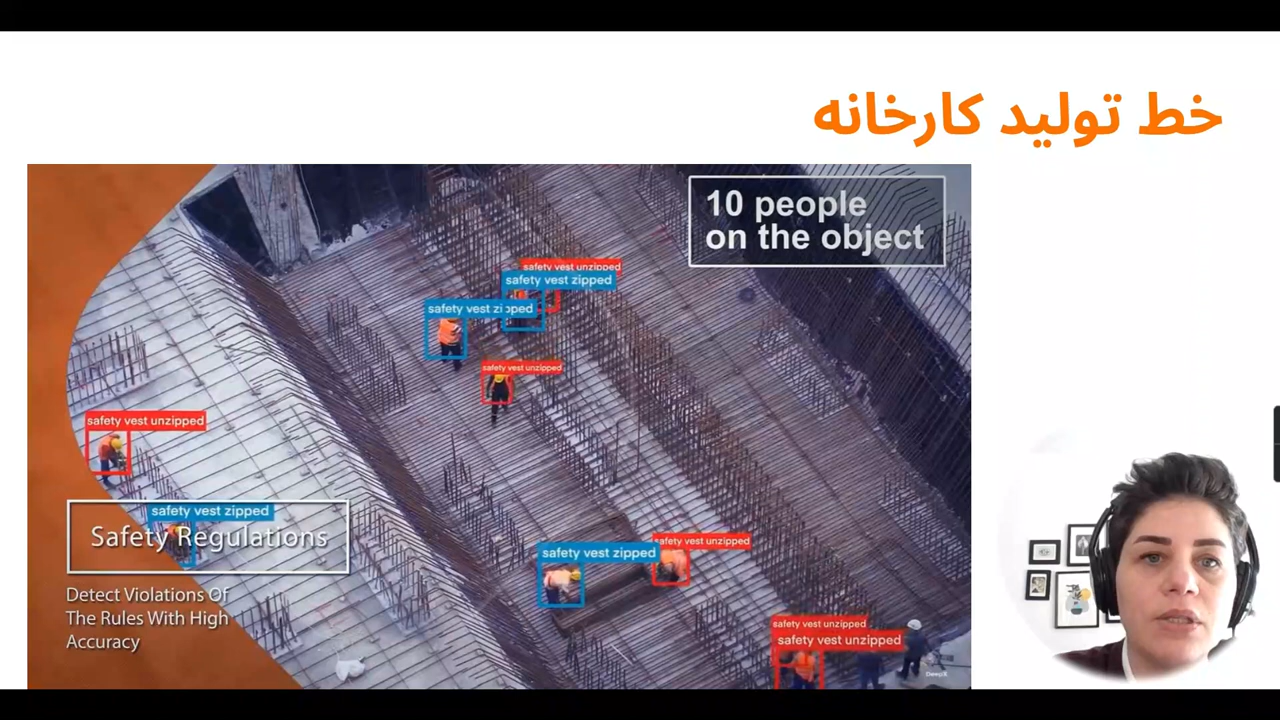 خط تولید کارخانه
10 people
on the object
safety vest unzipped
safety vest zipped
safety vest zipped
safety vest unzipped
safety vest unzipped
safety vest zipped
Safety Regulations
safety vest unzipped
safety vest zipped
Detect Violations Of
The Rules With High
Accuracy
safety vest unzipped
safety vest unzipped
DeepX